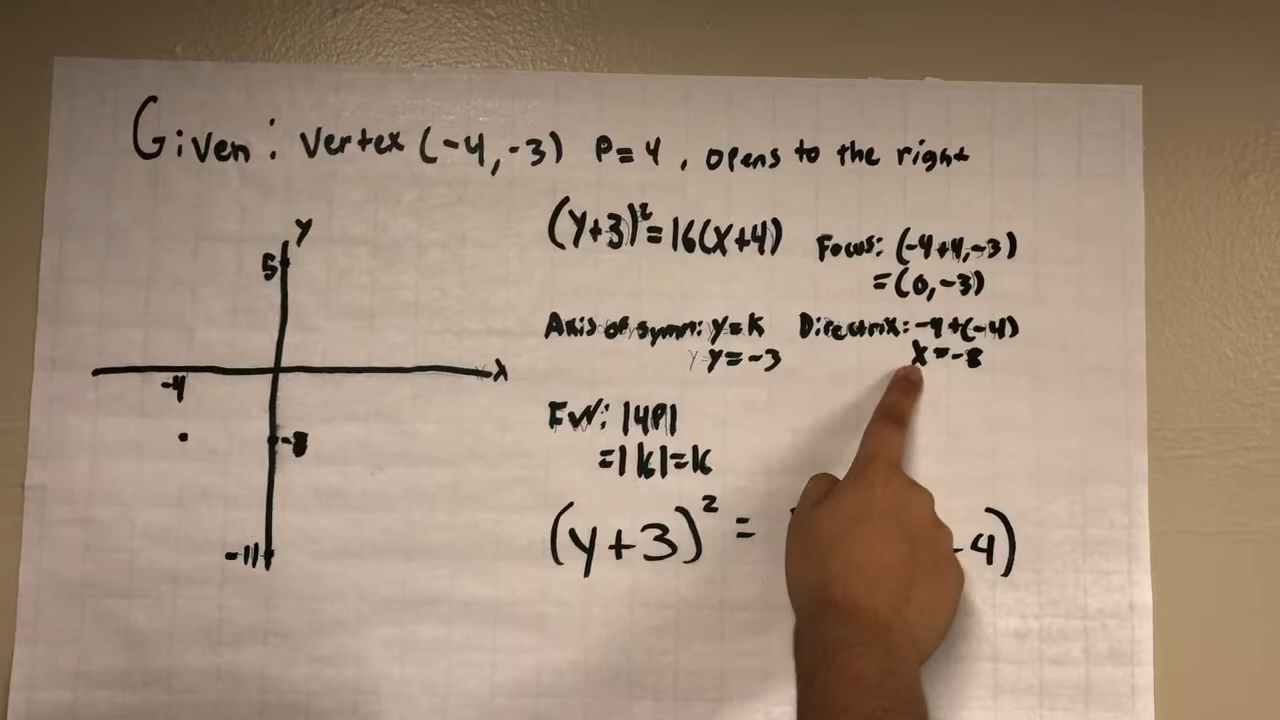 Given: Vertex (-4,-3) P=4, opens to the right
Y
5
X
-4
-3
-11
(Y+3)²=16(X+4)
Focus: (-4+4,-3)
=(0,-3)
Axis of symm: y=k
y=-3
Directrix: -4+(-4)
X=-8
FW: |4P|
=|16|=16
(y+3)² =
-4)